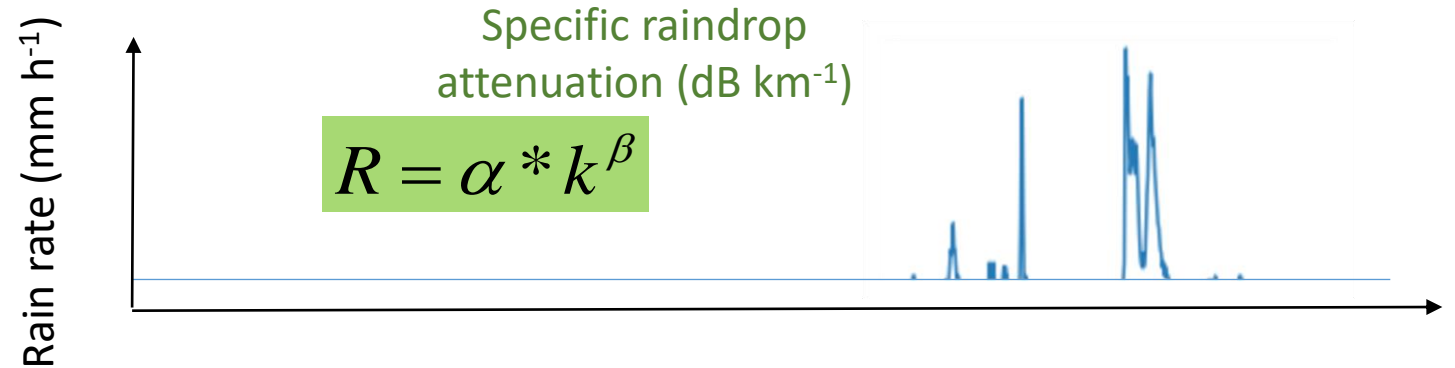 Rain rate (mm h⁻¹)
Specific raindrop
attenuation (dB km⁻¹)
R = α * k^β